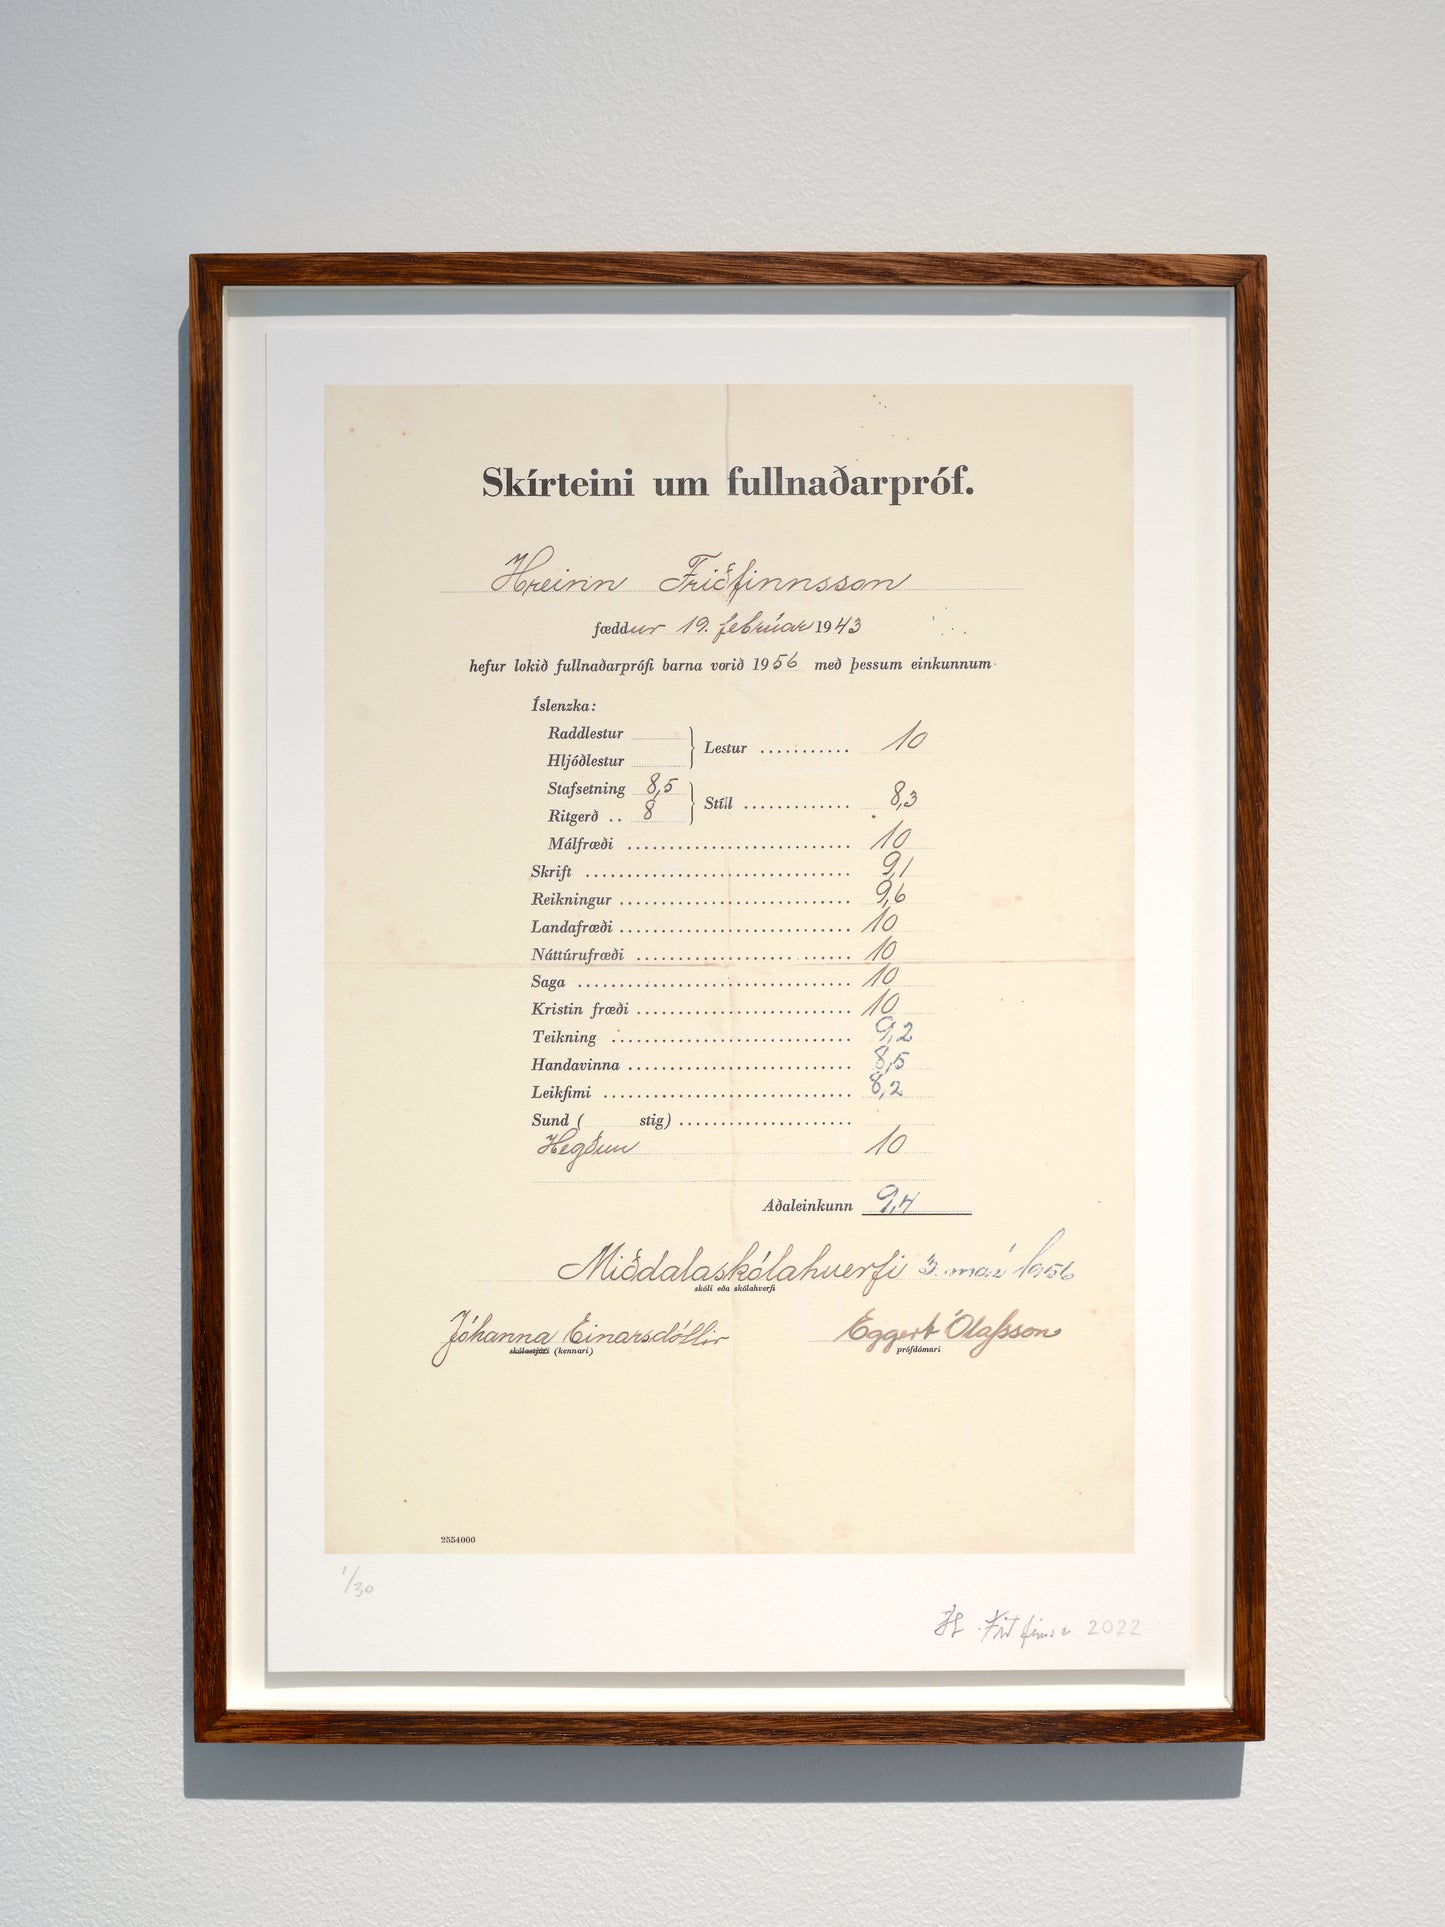 Skírteini um fullnaðarpróf.
Hreinn Friðfinnsson
fæddur 19. febrúar 1943
hefur lokið fullnaðarprófi barna vorið 1956 með þessum einkunnum.
Íslenzka:
Raddlestur
Hljóðlestur
Lestur 10
Stafsetning 8,5
Ritgerð 8
Stíll 8,3
Málfræði 10
Skrift 9,1
Reikningur 9,6
Landafræði 10
Náttúrufræði 10
Saga 10
Kristin fræði 10
Teikning 9,2
Handavinna 8,5
Leikfimi 8,2
Sund ( stig)
Hegðun 10
Aðaleinkunn 9,4
Miðdalaskólahverfi 3. maí 1956
skóli eða skólahverfi
Jóhanna Einarsdóttir Eggert Ólafsson
skólastjóri (kennari) prófdómari
2554000
1/30
2022